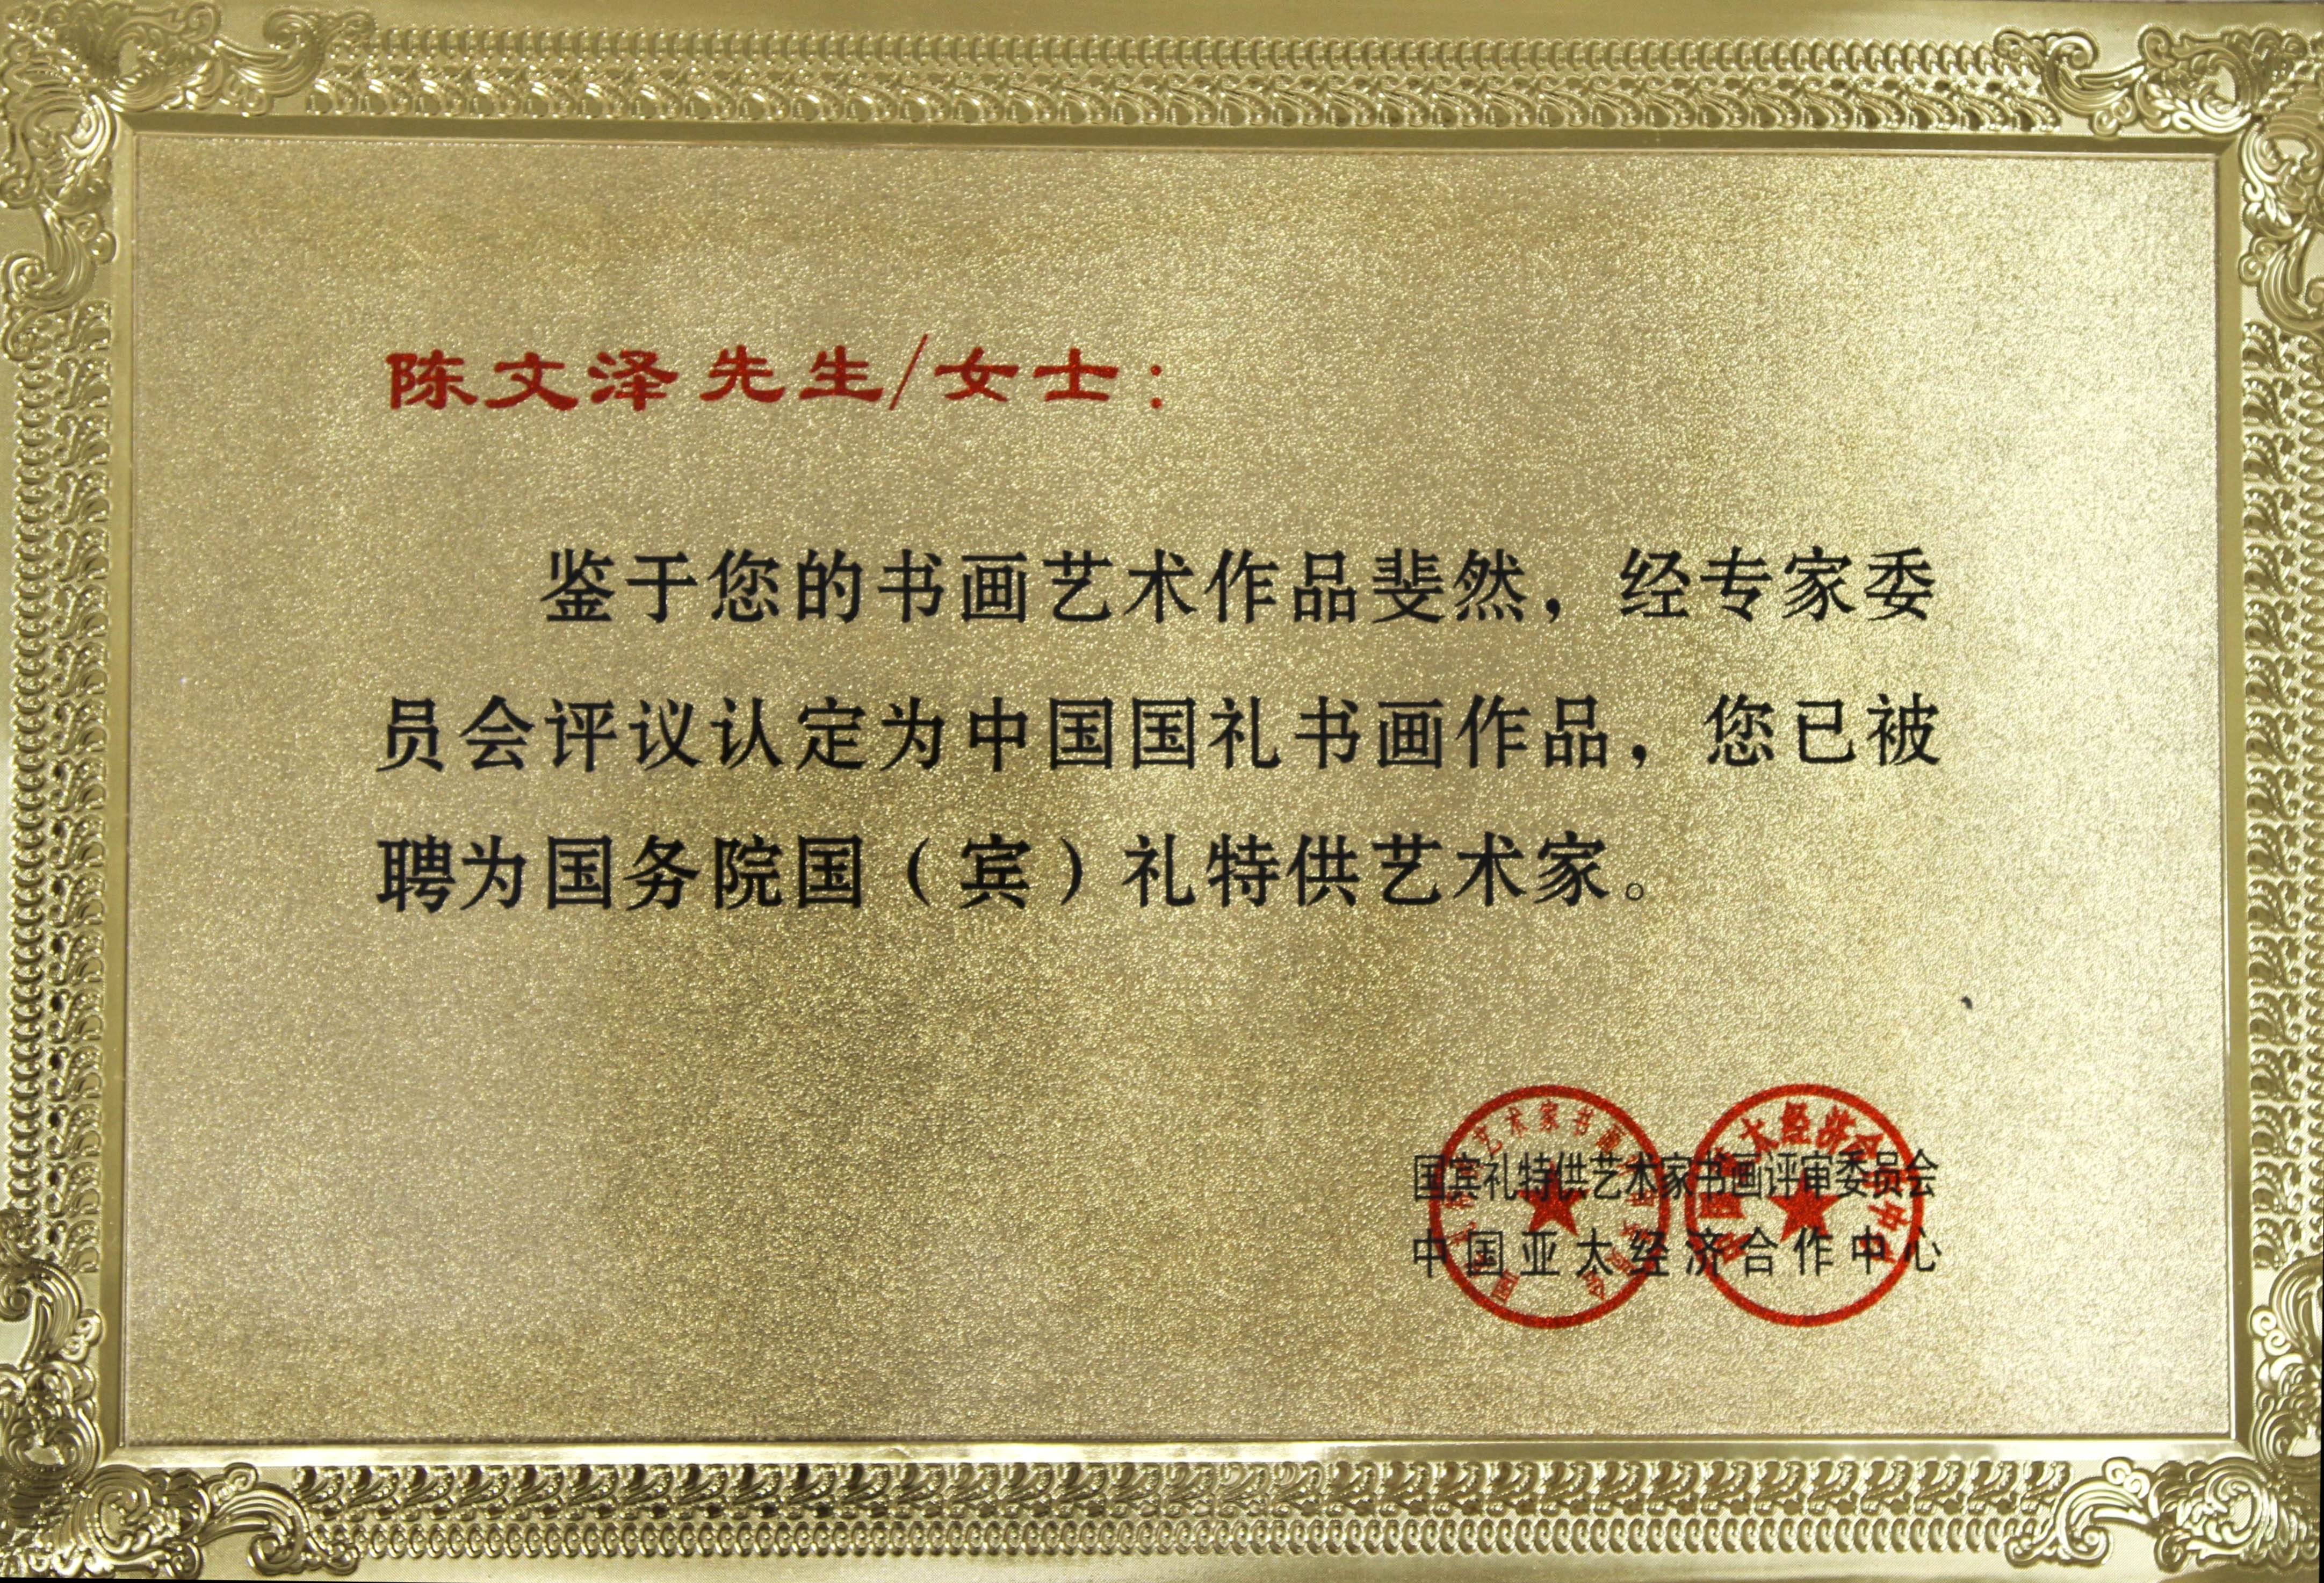 陈文泽 先生/女士：
鉴于您的书画艺术作品斐然，经专家委
员会评议认定为中国国礼书画作品，您已被
聘为国务院国（宾）礼特供艺术家。
国宾礼特供艺术家书画评审委员会
中国亚太经济合作中心